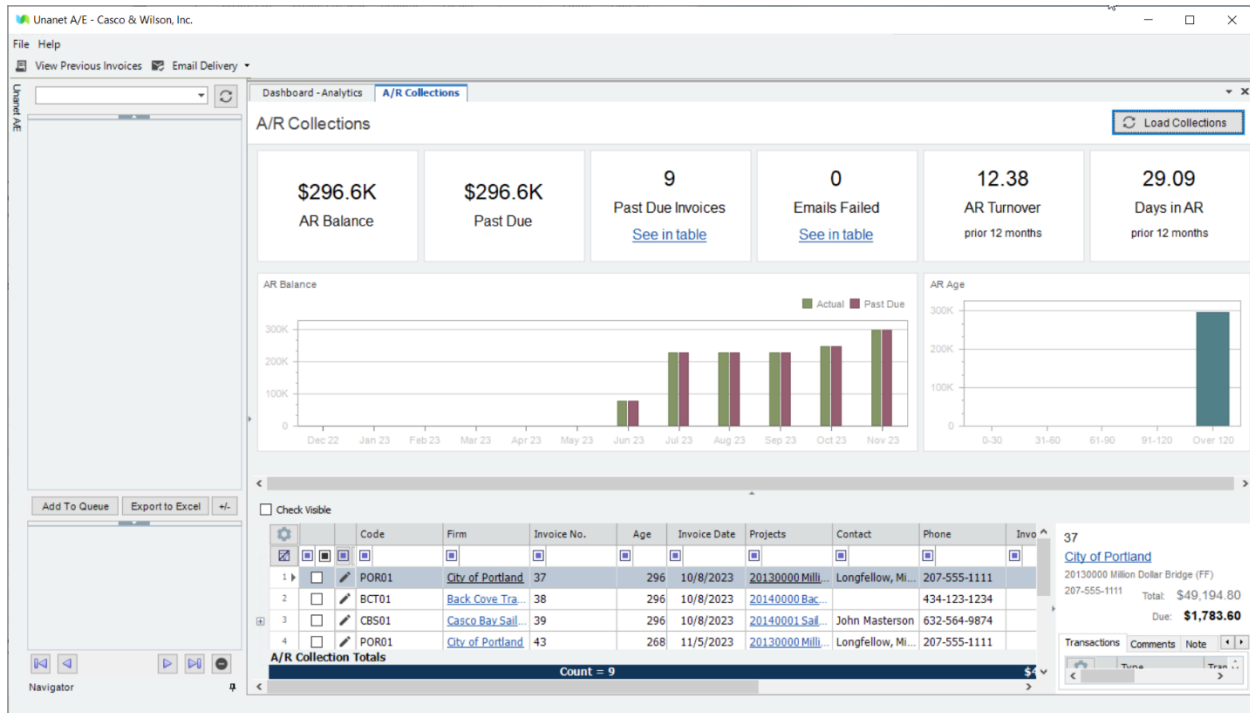 Unanet A/E - Casco & Wilson, Inc.
File Help
View Previous Invoices Email Delivery
Unanet A/E
Dashboard - Analytics A/R Collections
A/R Collections
Load Collections
$296.6K
AR Balance
$296.6K
Past Due
9
Past Due Invoices
See in table
0
Emails Failed
See in table
12.38
AR Turnover
prior 12 months
29.09
Days in AR
prior 12 months
AR Balance
Actual Past Due
300K
200K
100K
0
Dec 22 Jan 23 Feb 23 Mar 23 Apr 23 May 23 Jun 23 Jul 23 Aug 23 Sep 23 Oct 23 Nov 23
AR Age
300K
200K
100K
0
0-30 31-60 61-90 91-120 Over 120
Add To Queue Export to Excel +/-
Navigator
Check Visible
Code Firm Invoice No. Age Invoice Date Projects Contact Phone Invo
1 POR01 City of Portland 37 296 10/8/2023 20130000 Milli... Longfellow, Mi... 207-555-1111
2 BCT01 Back Cove Tra... 38 296 10/8/2023 20140000 Bac... 434-123-1234
3 CBS01 Casco Bay Sail... 39 296 10/8/2023 20140001 Sail... John Masterson 632-564-9874
4 POR01 City of Portland 43 268 11/5/2023 20130000 Milli... Longfellow, Mi... 207-555-1111
A/R Collection Totals
Count = 9
37
City of Portland
20130000 Million Dollar Bridge (FF)
207-555-1111 Total: $49,194.80
Due: $1,783.60
Transactions Comments Note